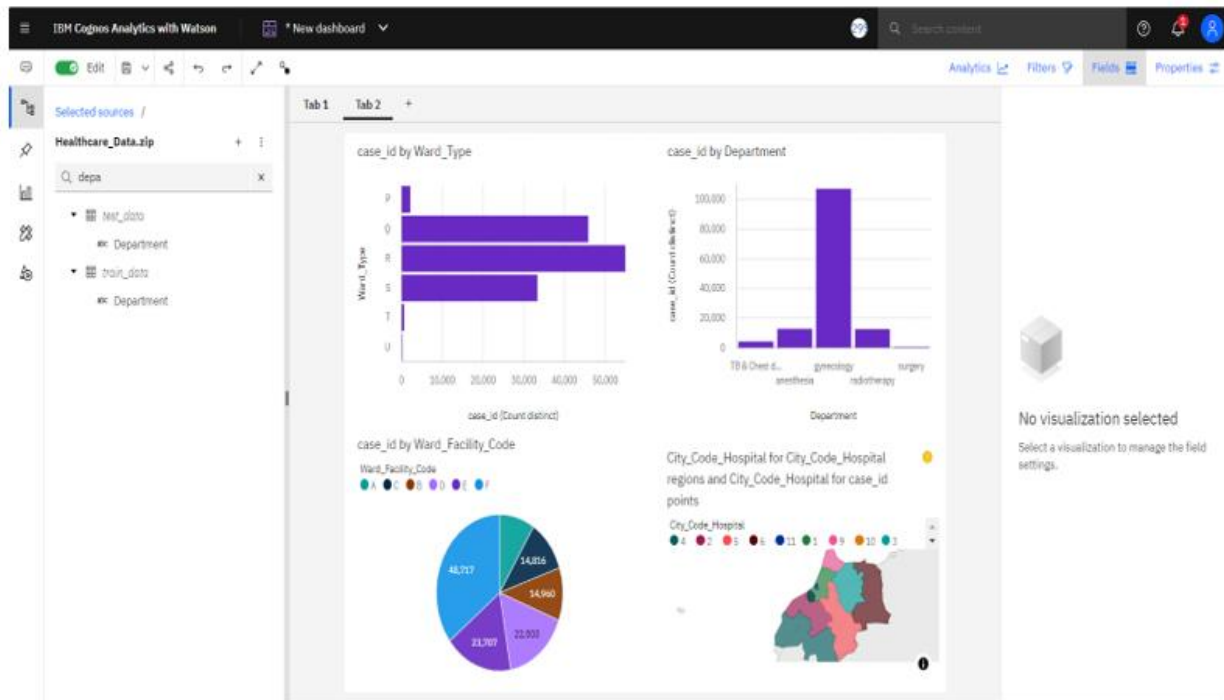 IBM Cognos Analytics with Watson
* New dashboard
Search content
1
Edit
Analytics
Filters
Fields
Properties
Selected sources /
Healthcare_Data.zip
depa
test_data
abc Department
train_data
abc Department
Tab 1
Tab 2
case_id by Ward_Type
Ward_Type
P
Q
R
S
T
U
0
10,000
20,000
30,000
40,000
50,000
case_id (Count distinct)
case_id by Department
case_id (Count distinct)
100,000
80,000
60,000
40,000
20,000
0
TB & Chest d...
anesthesia
gynecology
radiotherapy
surgery
Department
case_id by Ward_Facility_Code
Ward_Facility_Code
A C B D E F
14,816
14,960
23,707
City_Code_Hospital for City_Code_Hospital
regions and City_Code_Hospital for case_id
points
City_Code_Hospital
4 2 5 6 11 1 9 10 3
No visualization selected
Select a visualization to manage the field
settings.